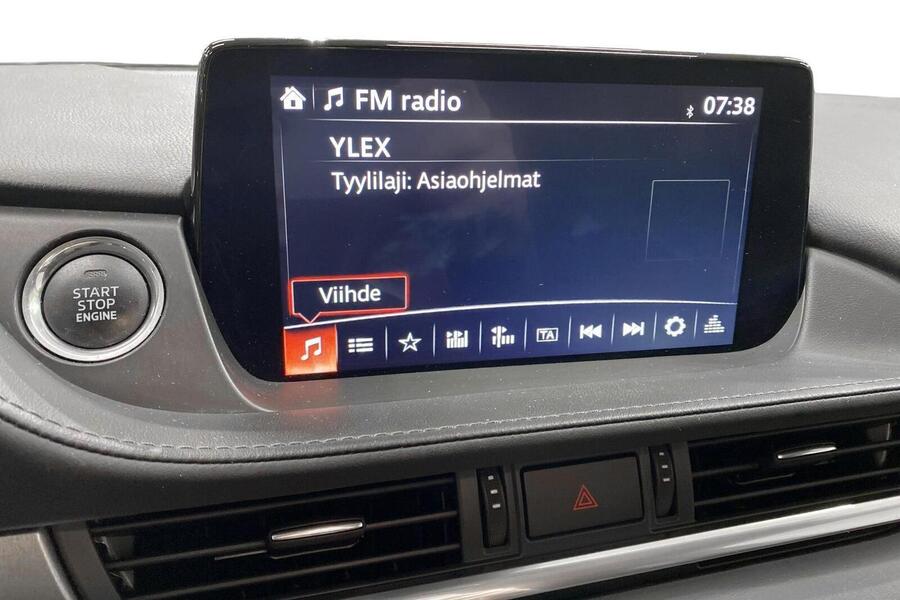 FM radio
07:38
YLEX
Tyylilaji: Asiaohjelmat
Viihde
TA
START
STOP
ENGINE